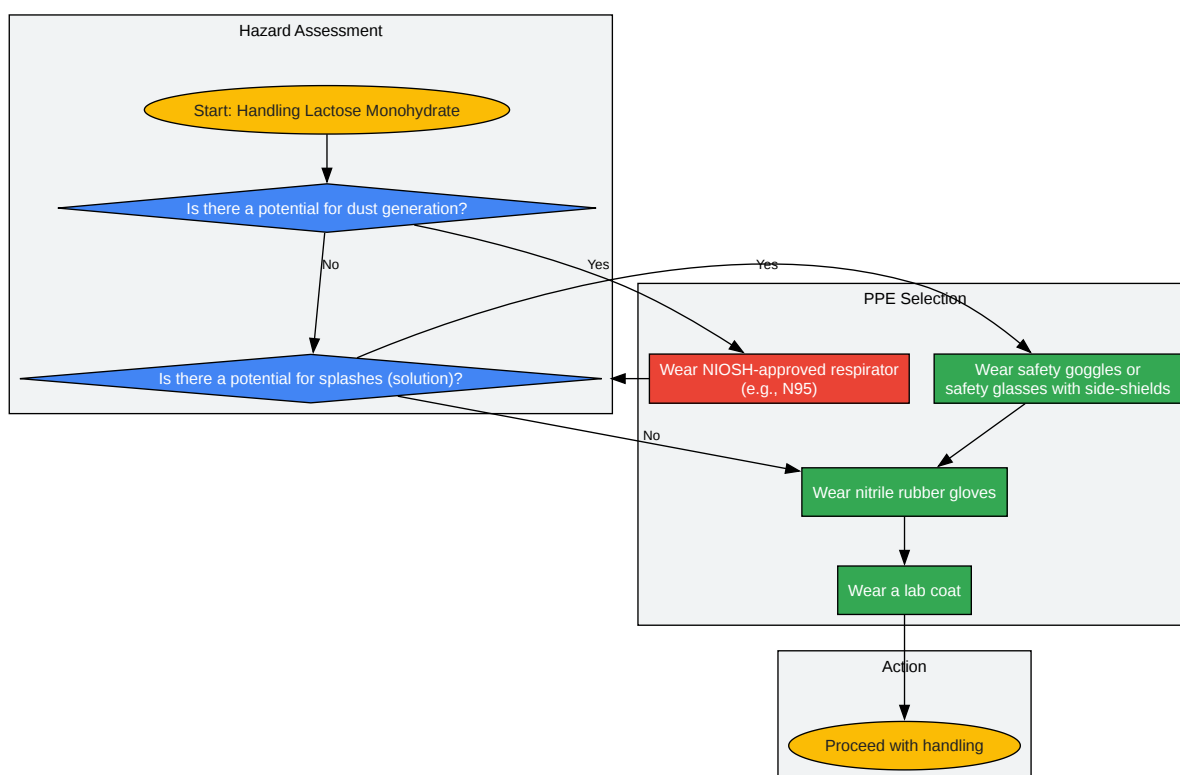 Hazard Assessment
Start: Handling Lactose Monohydrate
Is there a potential for dust generation?
No
Yes
Yes
PPE Selection
Is there a potential for splashes (solution)?
Wear NIOSH-approved respirator
(e.g., N95)
Wear safety goggles or
safety glasses with side-shields
No
Wear nitrile rubber gloves
Wear a lab coat
Action
Proceed with handling